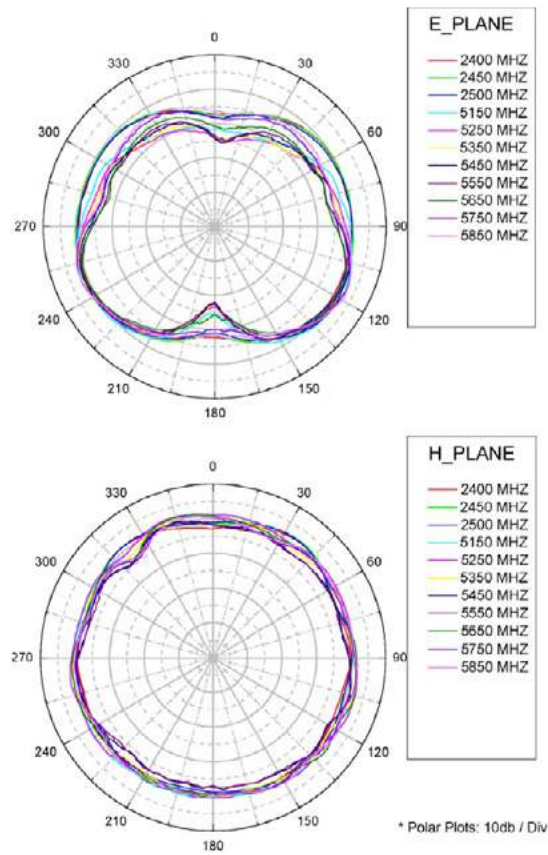 E_PLANE
2400 MHZ
2450 MHZ
2500 MHZ
5150 MHZ
5250 MHZ
5350 MHZ
5450 MHZ
5550 MHZ
5650 MHZ
5750 MHZ
5850 MHZ
0
30
60
90
120
150
180
210
240
270
300
330
H_PLANE
2400 MHZ
2450 MHZ
2500 MHZ
5150 MHZ
5250 MHZ
5350 MHZ
5450 MHZ
5550 MHZ
5650 MHZ
5750 MHZ
5850 MHZ
0
30
60
90
120
150
180
210
240
270
300
330
* Polar Plots: 10db / Div